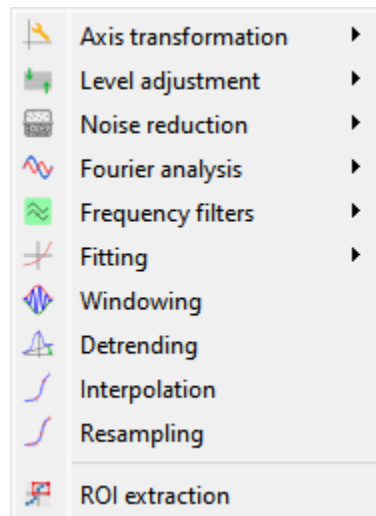 Axis transformation
Level adjustment
Noise reduction
Fourier analysis
Frequency filters
Fitting
Windowing
Detrending
Interpolation
Resampling
ROI extraction